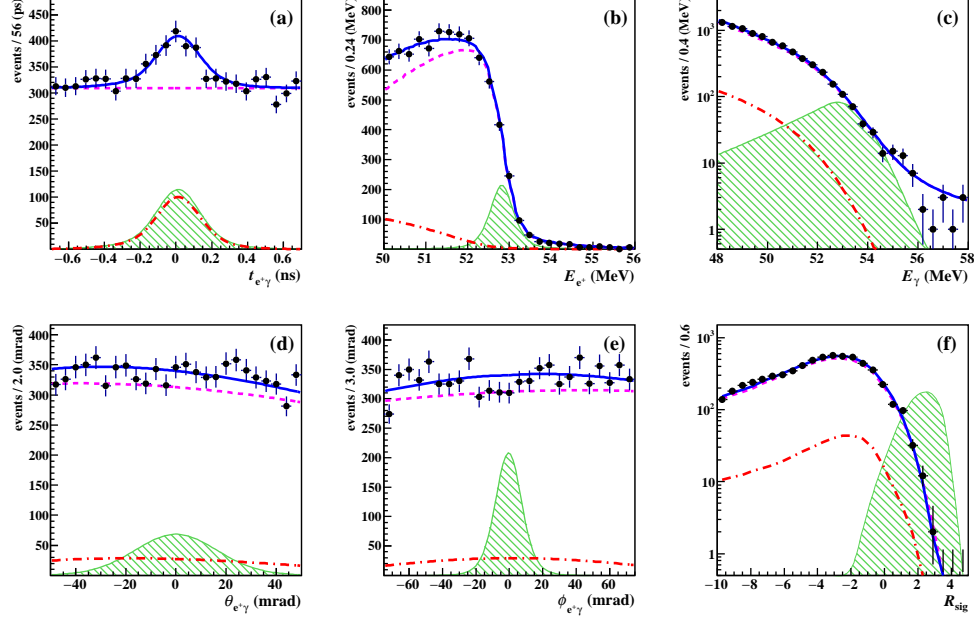 (a)
events / 56 (ps)
400
350
300
250
200
150
100
50
−0.6 −0.4 −0.2 0 0.2 0.4 0.6
t e⁺γ (ns)
(b)
events / 0.24 (MeV)
800
700
600
500
400
300
200
100
50 51 52 53 54 55 56
E e⁺ (MeV)
(c)
events / 0.4 (MeV)
10³
10²
10
1
48 50 52 54 56 58
E γ (MeV)
(d)
events / 2.0 (mrad)
400
350
300
250
200
150
100
50
−40 −20 0 20 40
θ e⁺γ (mrad)
(e)
events / 3.0 (mrad)
400
350
300
250
200
150
100
50
−60 −40 −20 0 20 40 60
ϕ e⁺γ (mrad)
(f)
events / 0.6
10³
10²
10
1
−10 −8 −6 −4 −2 0 2 4
R sig